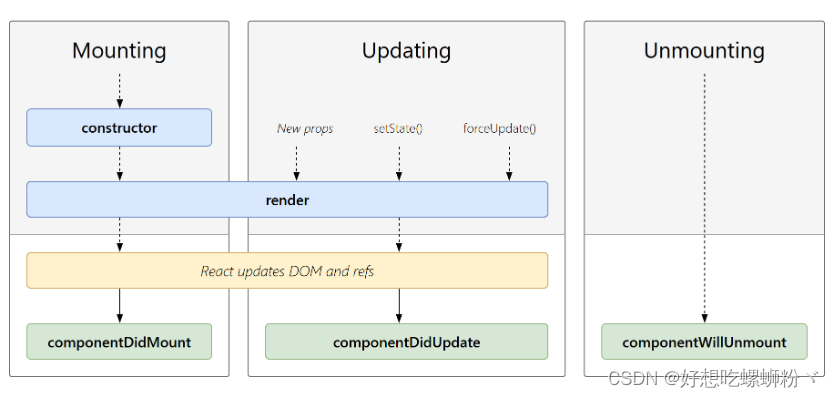 Mounting
Updating
Unmounting
constructor
New props
setState()
forceUpdate()
render
React updates DOM and refs
componentDidMount
componentDidUpdate
componentWillUnmount
CSDN @好想吃螺蛳粉ヾ